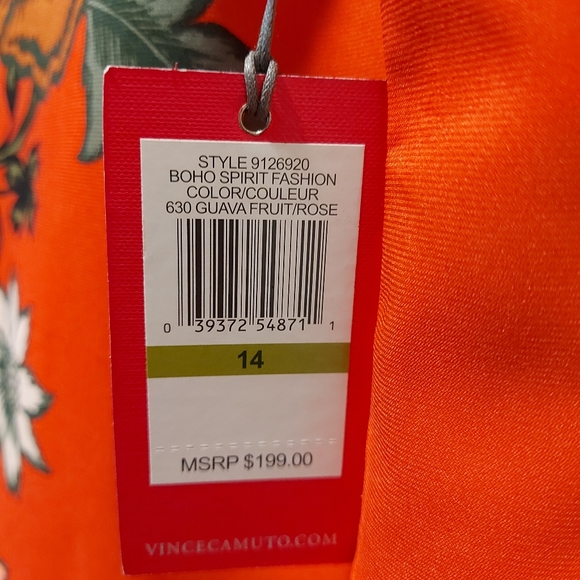 STYLE 9126920
BOHO SPIRIT FASHION
COLOR/COULEUR
630 GUAVA FRUIT/ROSE
0 39372 54871 1
14
MSRP $199.00
VINCECAMUTO.COM